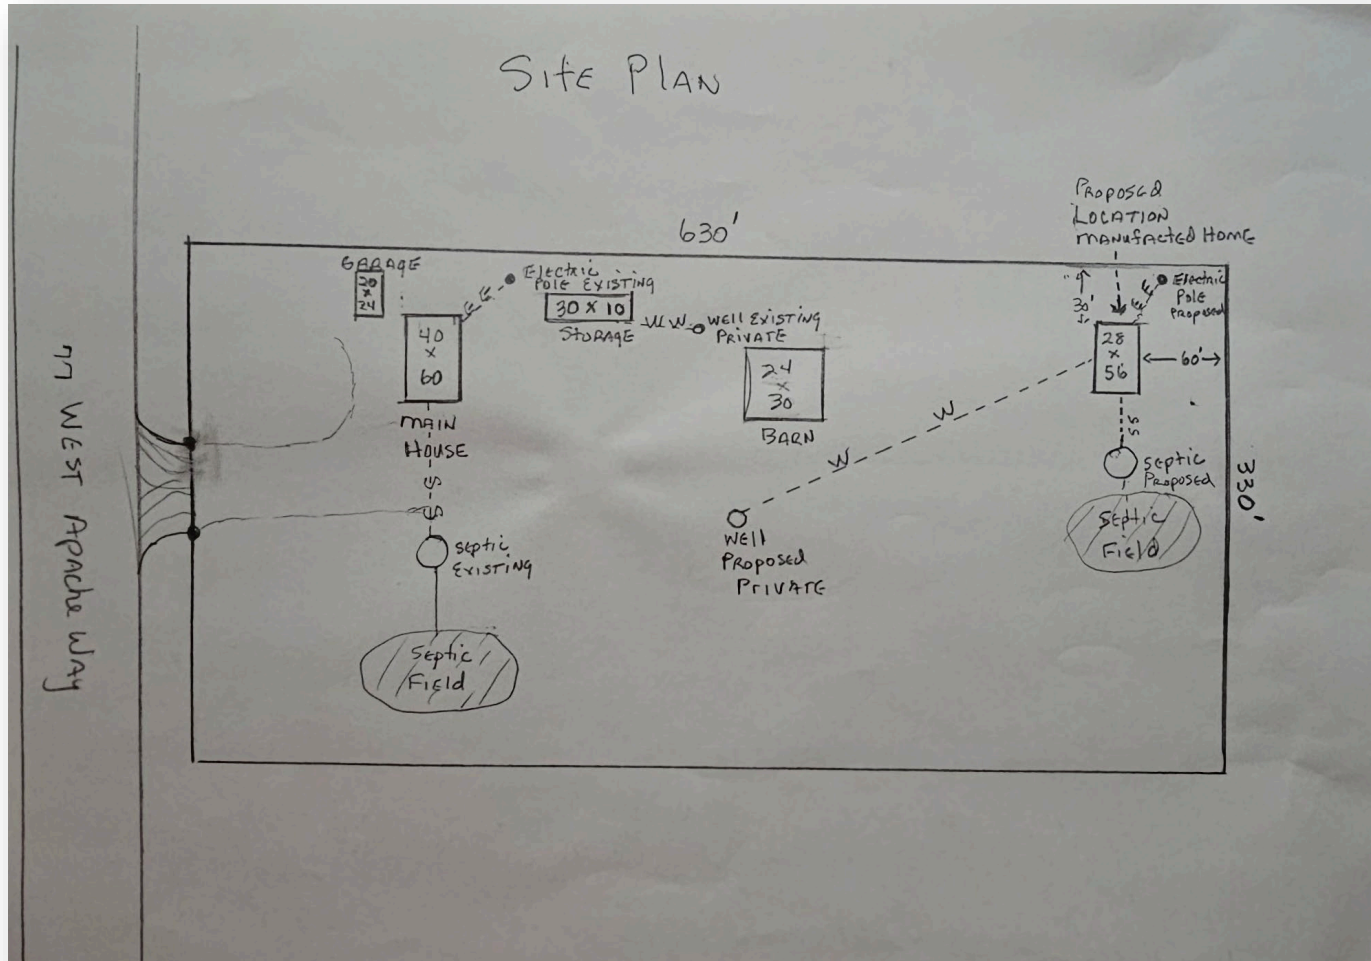 Site Plan
630'
Proposed
Location
Manufacted Home
Garage
20
x
24
Electric
Pole Existing
30 x 10
Storage
E E
W W
Well Existing
Private
40
x
60
Main
House
S
S
Septic
Existing
Septic
Field
24
x
30
Barn
W
W
Well
Proposed
Private
30'
E E
Electric
Pole
Proposed
28
x
56
60'
S S
Septic
Proposed
Septic
Field
330'
77 West Apache Way